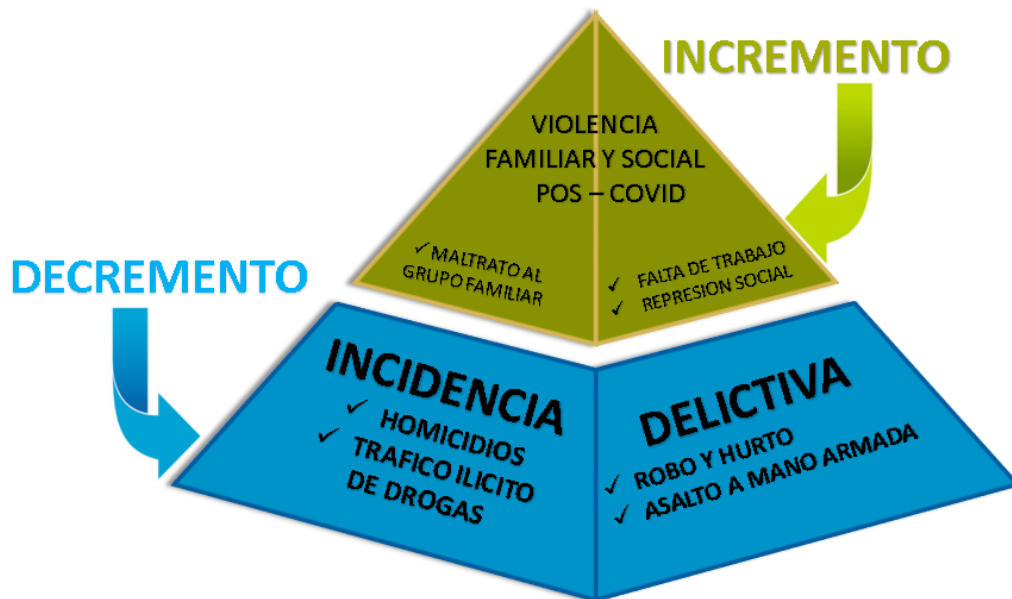 INCREMENTO
VIOLENCIA
FAMILIAR Y SOCIAL
POS – COVID
✓ MALTRATO AL
GRUPO FAMILIAR
✓ FALTA DE TRABAJO
✓ REPRESION SOCIAL
DECREMENTO
INCIDENCIA
✓ HOMICIDIOS
✓ TRAFICO ILICITO
DE DROGAS
DELICTIVA
✓ ROBO Y HURTO
✓ ASALTO A MANO ARMADA